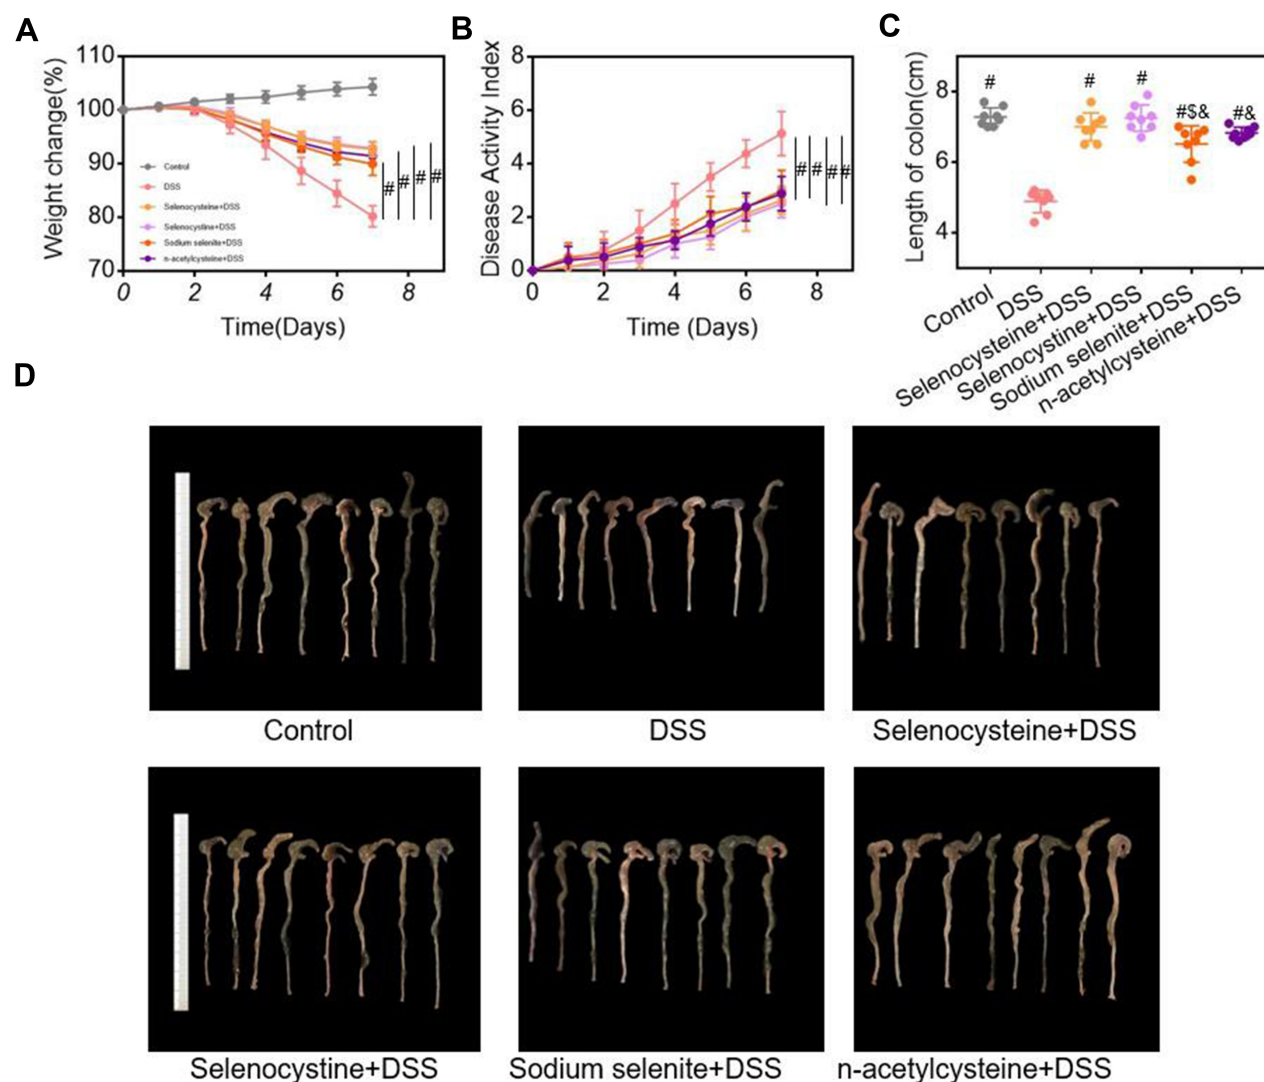 A
Weight change(%)
110
100
90
80
70
0 2 4 6 8
Time(Days)
Control
DSS
Selenocysteine+DSS
Selenocystine+DSS
Sodium selenite+DSS
n-acetylcysteine+DSS
# # # #
B
Disease Activity Index
8
6
4
2
0
0 2 4 6 8
Time (Days)
# # # #
C
Length of colon(cm)
8
6
4
#
#
#
#$&
#&
Control
DSS
Selenocysteine+DSS
Selenocystine+DSS
Sodium selenite+DSS
n-acetylcysteine+DSS
D
Control
DSS
Selenocysteine+DSS
Selenocystine+DSS
Sodium selenite+DSS
n-acetylcysteine+DSS